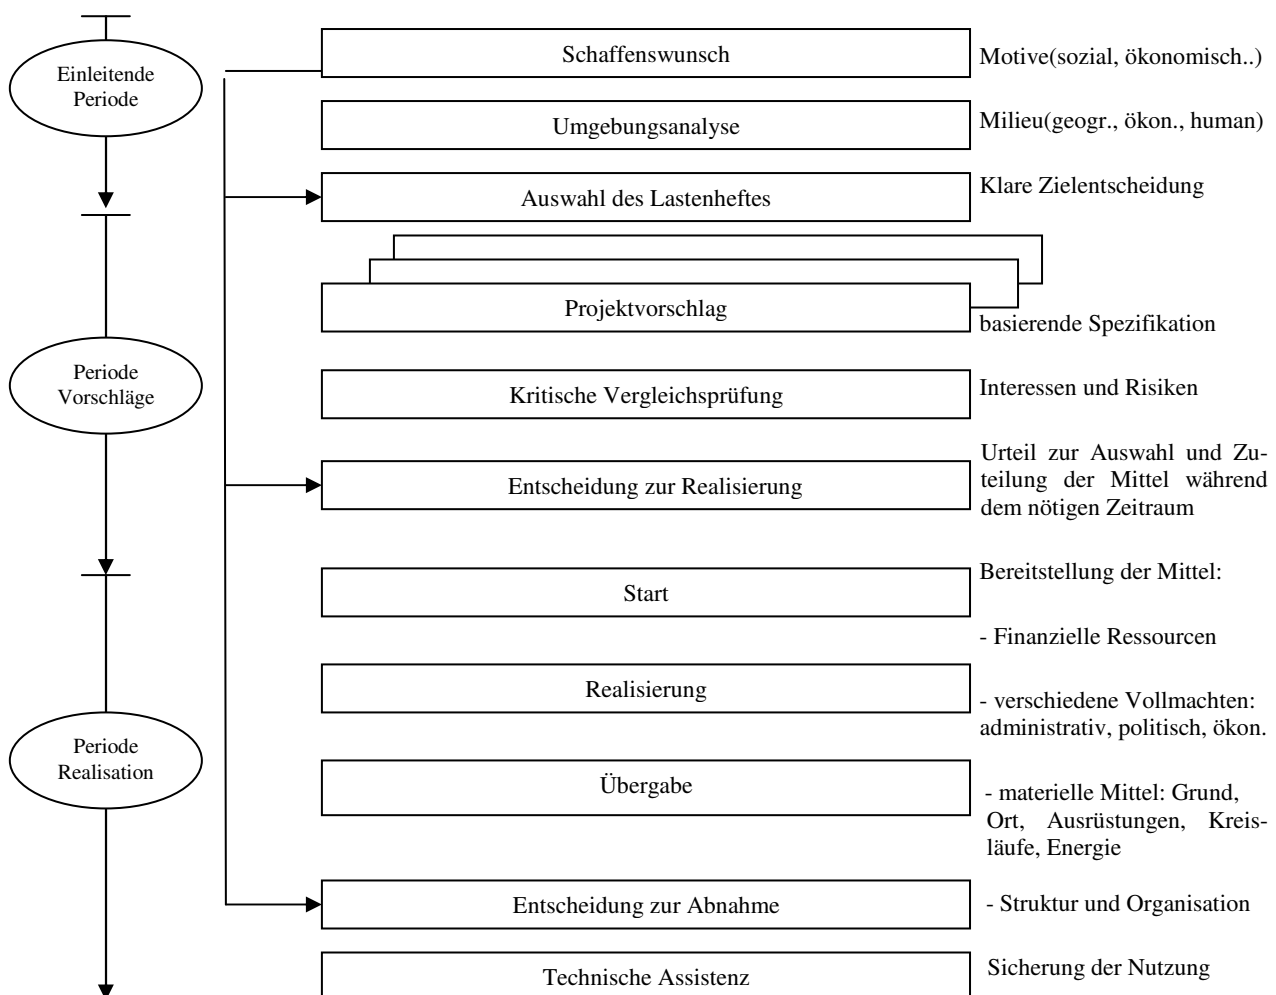 Einleitende
Periode
Schaffenswunsch
Motive(sozial, ökonomisch..)
Umgebungsanalyse
Milieu(geogr., ökon., human)
Auswahl des Lastenheftes
Klare Zielentscheidung
Projektvorschlag
basierende Spezifikation
Periode
Vorschläge
Kritische Vergleichsprüfung
Interessen und Risiken
Entscheidung zur Realisierung
Urteil zur Auswahl und Zu-
teilung der Mittel während
dem nötigen Zeitraum
Start
Bereitstellung der Mittel:
- Finanzielle Ressourcen
Realisierung
- verschiedene Vollmachten:
administrativ, politisch, ökon.
Periode
Realisation
Übergabe
- materielle Mittel: Grund,
Ort, Ausrüstungen, Kreis-
läufe, Energie
Entscheidung zur Abnahme
- Struktur und Organisation
Technische Assistenz
Sicherung der Nutzung